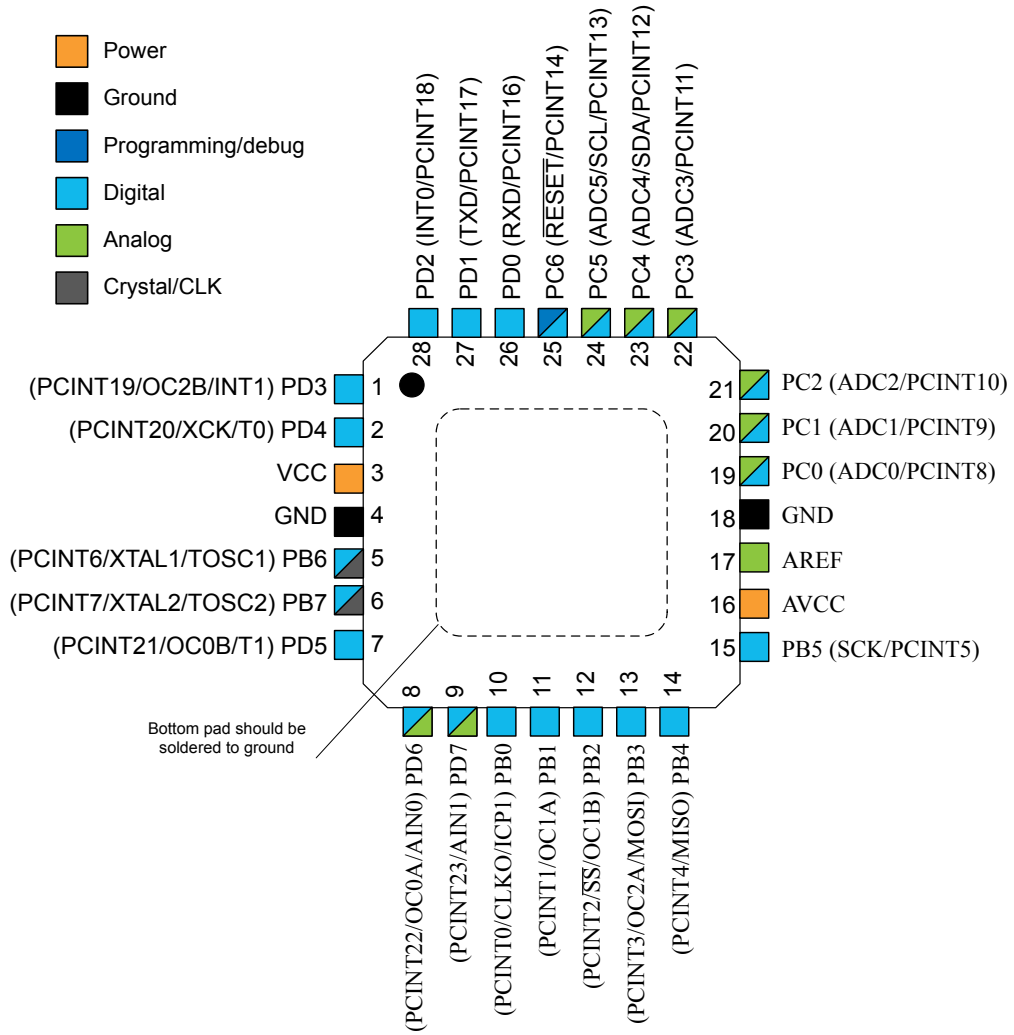 Power
Ground
Programming/debug
Digital
Analog
Crystal/CLK
PD2 (INT0/PCINT18)
PD1 (TXD/PCINT17)
PD0 (RXD/PCINT16)
PC6 (RESET/PCINT14)
PC5 (ADC5/SCL/PCINT13)
PC4 (ADC4/SDA/PCINT12)
PC3 (ADC3/PCINT11)
28
27
26
25
24
23
22
(PCINT19/OC2B/INT1) PD3
1
(PCINT20/XCK/T0) PD4
2
VCC
3
GND
4
(PCINT6/XTAL1/TOSC1) PB6
5
(PCINT7/XTAL2/TOSC2) PB7
6
(PCINT21/OC0B/T1) PD5
7
21
PC2 (ADC2/PCINT10)
20
PC1 (ADC1/PCINT9)
19
PC0 (ADC0/PCINT8)
18
GND
17
AREF
16
AVCC
15
PB5 (SCK/PCINT5)
8
9
10
11
12
13
14
Bottom pad should be
soldered to ground
(PCINT22/OC0A/AIN0) PD6
(PCINT23/AIN1) PD7
(PCINT0/CLKO/ICP1) PB0
(PCINT1/OC1A) PB1
(PCINT2/SS/OC1B) PB2
(PCINT3/OC2A/MOSI) PB3
(PCINT4/MISO) PB4